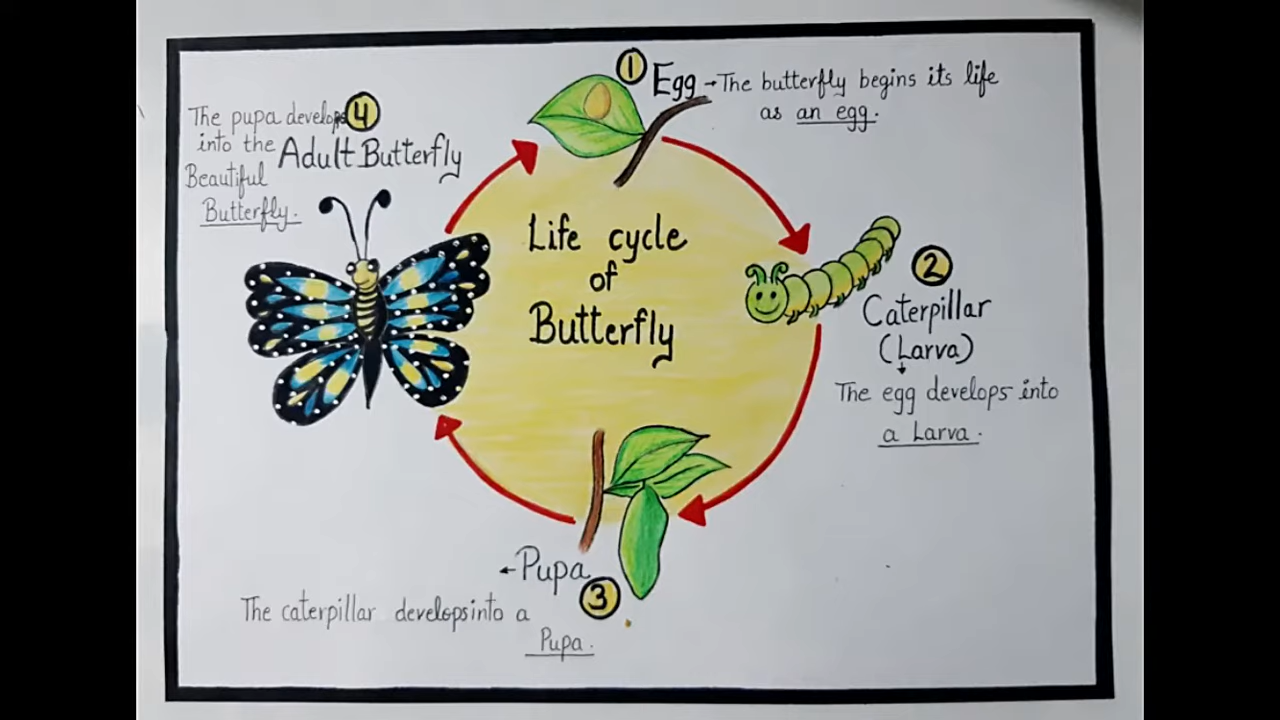 Life cycle
of
Butterfly
1
Egg →The butterfly begins its life
as an egg.
2
Caterpillar
(Larva)
The egg develops into
a Larva.
3
←Pupa
The caterpillar develops into a
Pupa.
4
The pupa develops
into the Adult Butterfly
Beautiful
Butterfly.